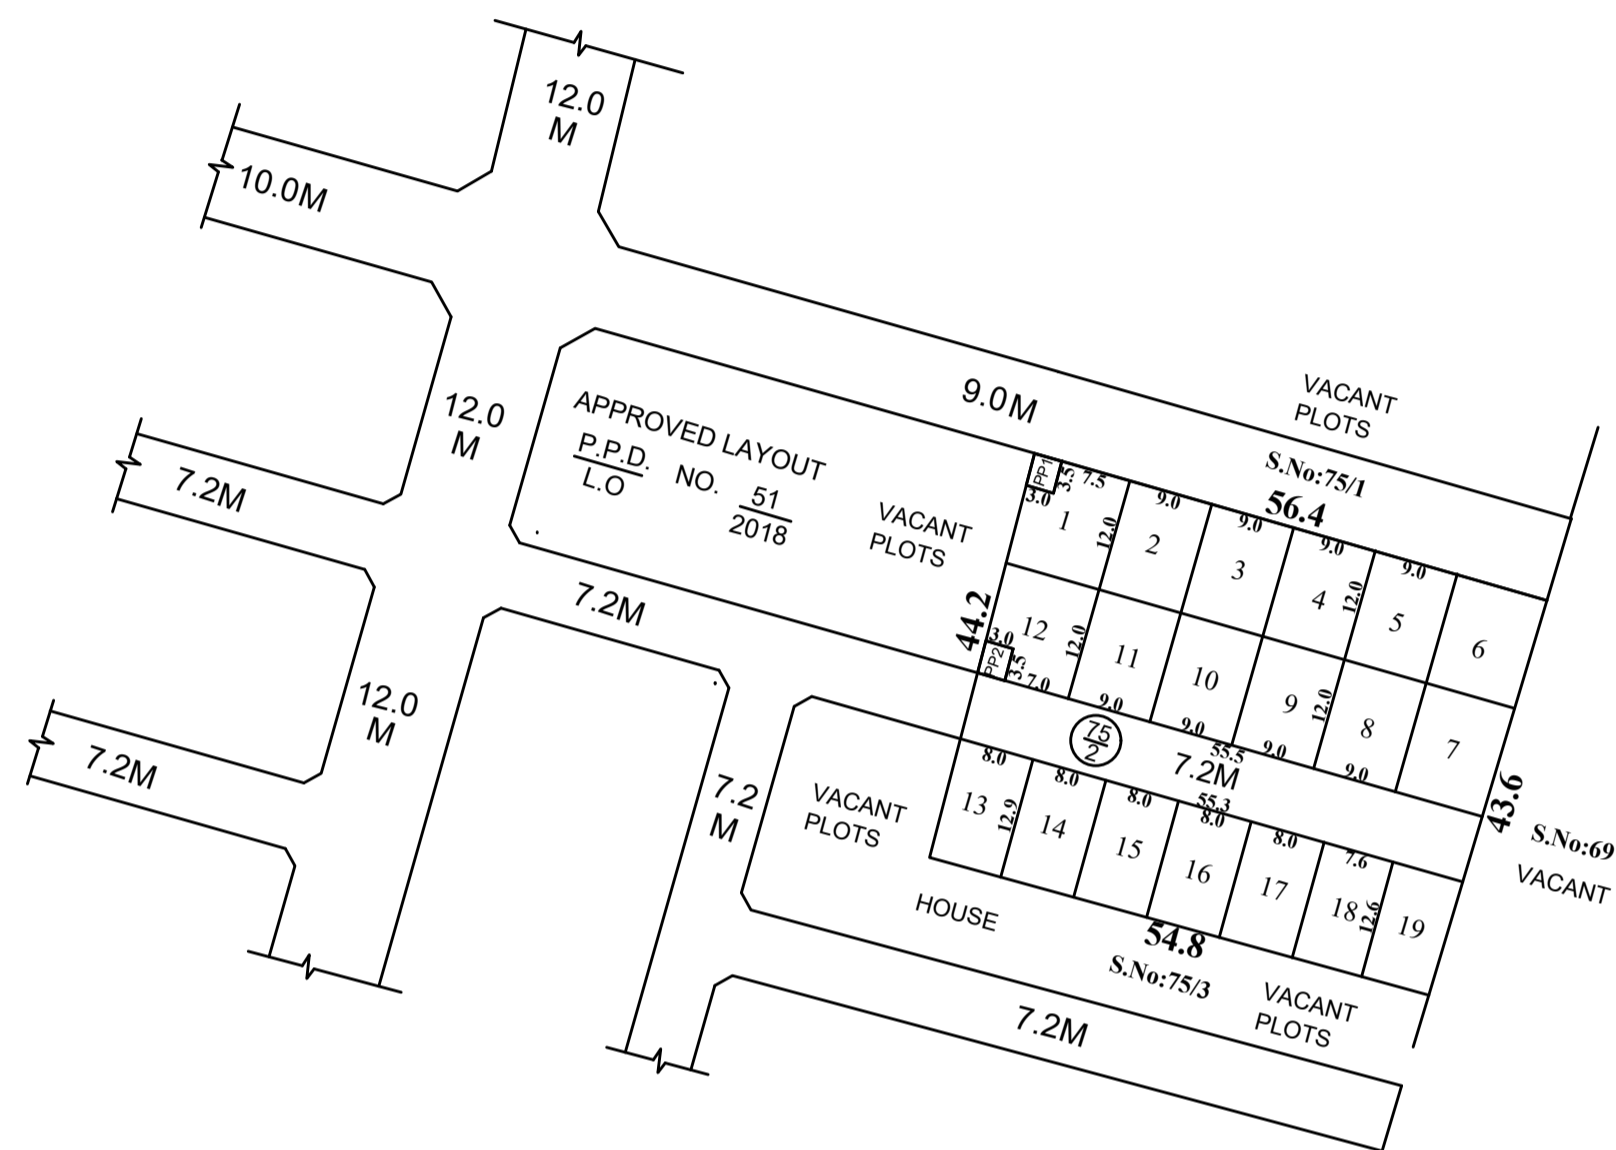 12.0
M
10.0M
12.0
M
9.0M
VACANT
PLOTS
S.No:75/1
56.4
APPROVED LAYOUT
P.P.D.
L.O
NO.
51
2018
VACANT
PLOTS
7.2M
7.2M
12.0
M
7.2M
7.2
M
VACANT
PLOTS
HOUSE
44.2
PP1
3.5
3.0
7.5
9.0
9.0
9.0
9.0
1
12.0
2
3
4
12.0
5
6
12
12.0
11
10
9
12.0
8
7
3.0
PP2
3.5
7.0
9.0
9.0
9.0
9.0
75
2
55.5
7.2M
55.3
8.0
8.0
8.0
8.0
8.0
7.6
13
12.9
14
15
16
17
18
12.6
19
43.6
S.No:69
VACANT
54.8
S.No:75/3
VACANT
PLOTS
7.2M